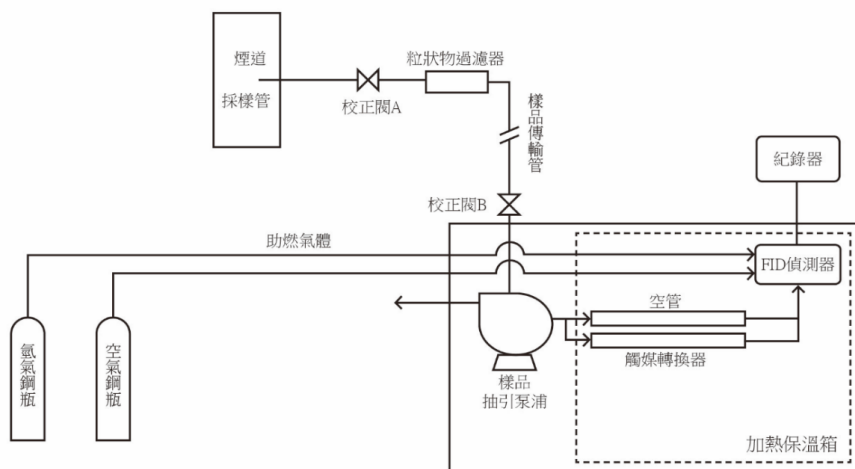 煙道
採樣管
校正閥A
粒狀物過濾器
樣品傳輸管
校正閥B
紀錄器
助燃氣體
FID偵測器
空管
觸媒轉換器
氫氣鋼瓶
空氣鋼瓶
樣品
抽引泵浦
加熱保溫箱